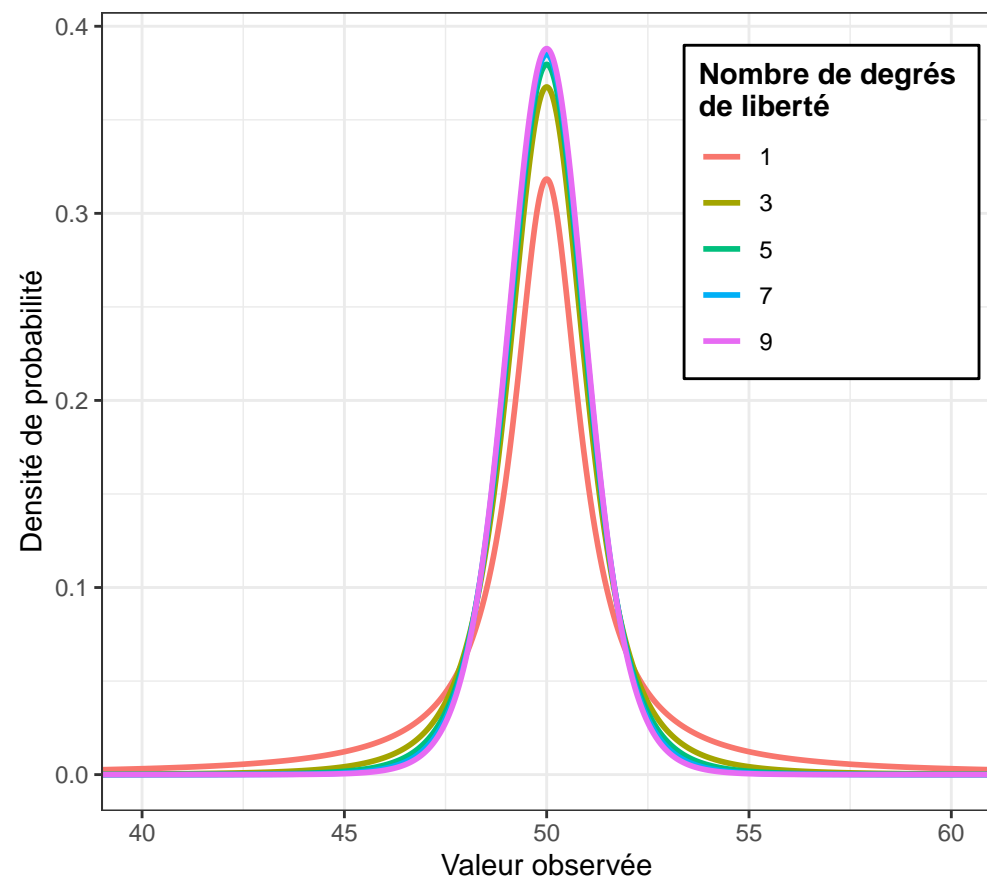 0.4
0.3
0.2
0.1
0.0
Densité de probabilité
Nombre de degrés
de liberté
1
3
5
7
9
40 45 50 55 60
Valeur observée